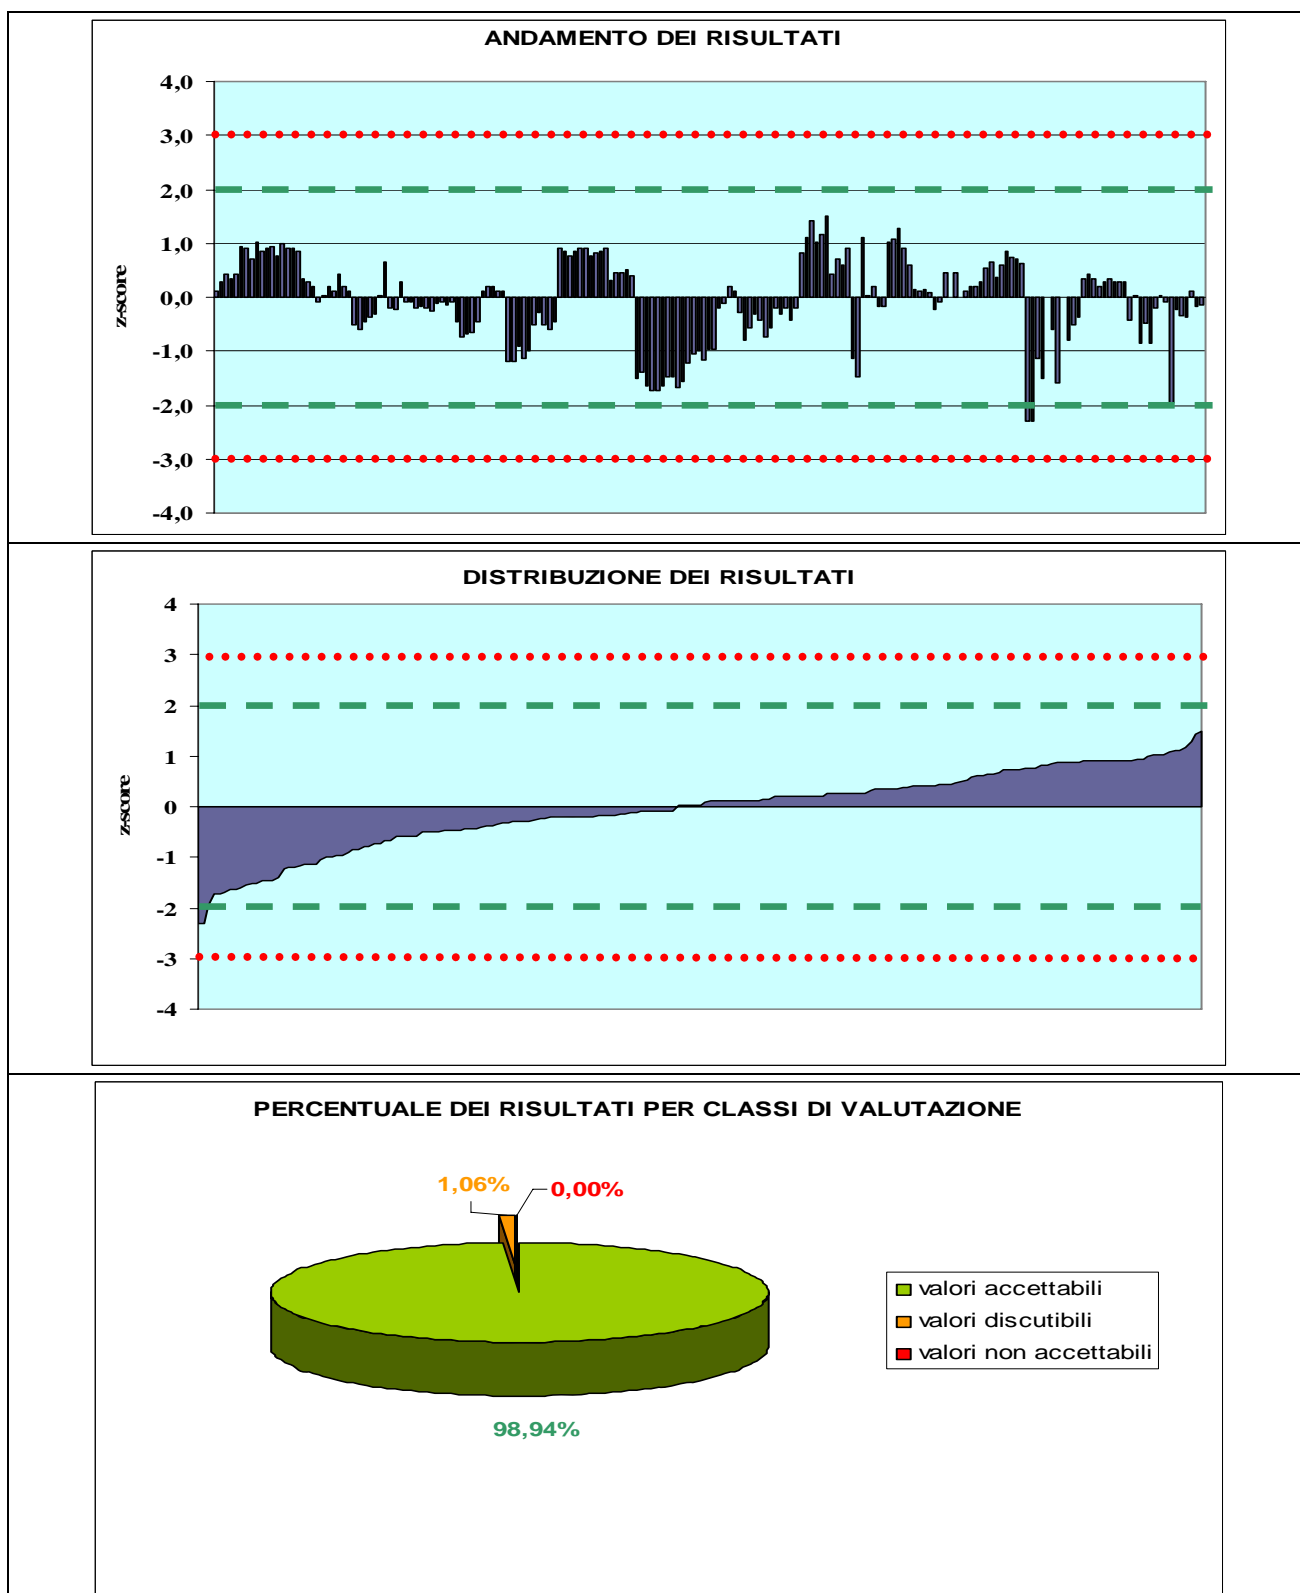 ANDAMENTO DEI RISULTATI
4,0
3,0
2,0
1,0
0,0
-1,0
-2,0
-3,0
-4,0
z-score
DISTRIBUZIONE DEI RISULTATI
4
3
2
1
0
-1
-2
-3
-4
z-score
PERCENTUALE DEI RISULTATI PER CLASSI DI VALUTAZIONE
1,06%
0,00%
98,94%
valori accettabili
valori discutibili
valori non accettabili